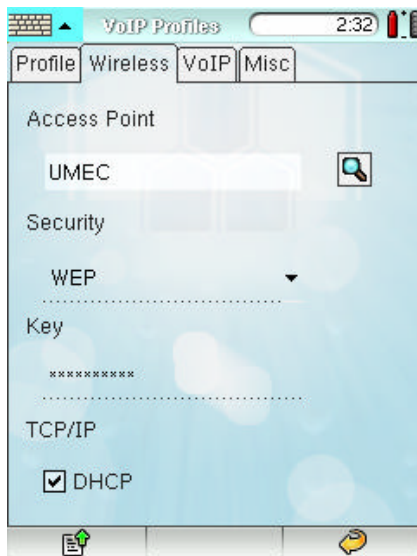 VoIP Profiles 2:32
Profile Wireless VoIP Misc
Access Point
UMEC
Security
WEP
Key
**********
TCP/IP
DHCP